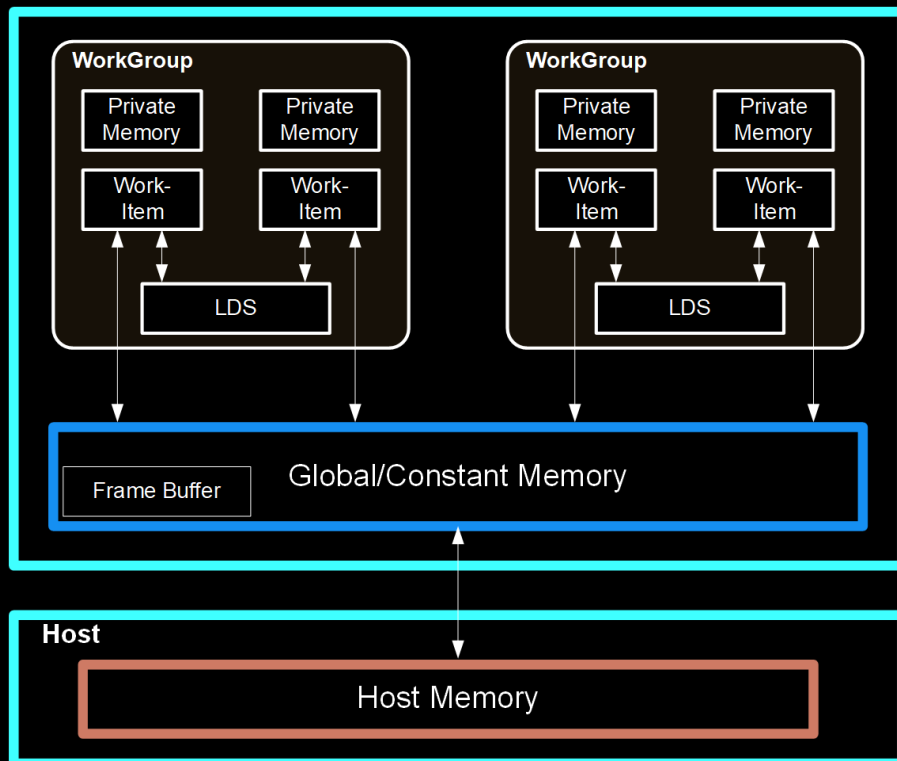 WorkGroup
Private
Memory
Private
Memory
Work-
Item
Work-
Item
LDS
WorkGroup
Private
Memory
Private
Memory
Work-
Item
Work-
Item
LDS
Global/Constant Memory
Frame Buffer
Host
Host Memory